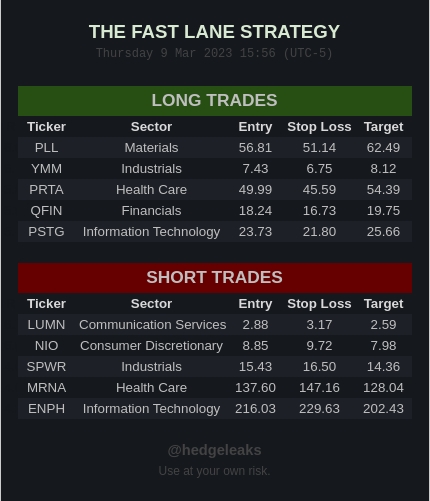 THE FAST LANE STRATEGY
Thursday 9 Mar 2023 15:56 (UTC-5)
LONG TRADES
Ticker Sector Entry Stop Loss Target
PLL Materials 56.81 51.14 62.49
YMM Industrials 7.43 6.75 8.12
PRTA Health Care 49.99 45.59 54.39
QFIN Financials 18.24 16.73 19.75
PSTG Information Technology 23.73 21.80 25.66
SHORT TRADES
Ticker Sector Entry Stop Loss Target
LUMN Communication Services 2.88 3.17 2.59
NIO Consumer Discretionary 8.85 9.72 7.98
SPWR Industrials 15.43 16.50 14.36
MRNA Health Care 137.60 147.16 128.04
ENPH Information Technology 216.03 229.63 202.43
@hedgeleaks
Use at your own risk.